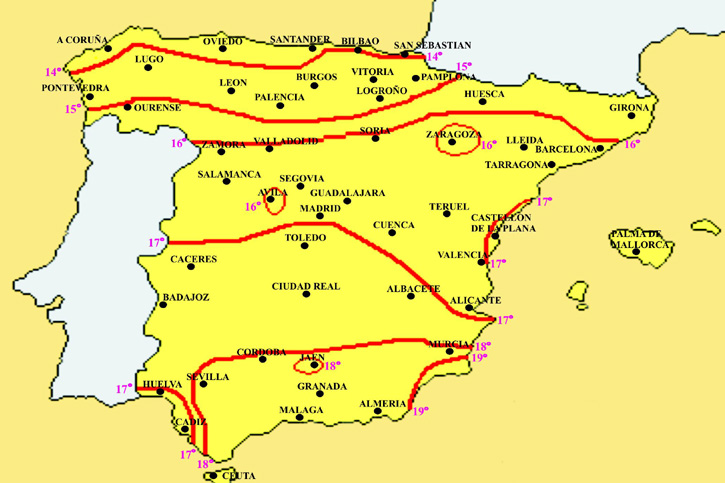 A CORUÑA
OVIEDO
SANTANDER
BILBAO
SAN SEBASTIAN
14°
LUGO
14°
15°
VITORIA
PAMPLONA
LEON
BURGOS
PONTEVEDRA
LOGROÑO
HUESCA
PALENCIA
15°
OURENSE
GIRONA
SORIA
ZARAGOZA
16°
ZAMORA
VALLADOLID
16°
LLEIDA
BARCELONA
16°
TARRAGONA
SALAMANCA
SEGOVIA
AVILA
GUADALAJARA
16°
17°
MADRID
TERUEL
CASTELLON
DE LA PLANA
CUENCA
PALMA DE
MALLORCA
17°
TOLEDO
CACERES
VALENCIA
17°
CIUDAD REAL
ALBACETE
BADAJOZ
ALICANTE
17°
MURCIA
18°
CORDOBA
JAEN
19°
18°
SEVILLA
17°
HUELVA
GRANADA
MALAGA
ALMERIA
19°
CADIZ
17°
18°
CEUTA